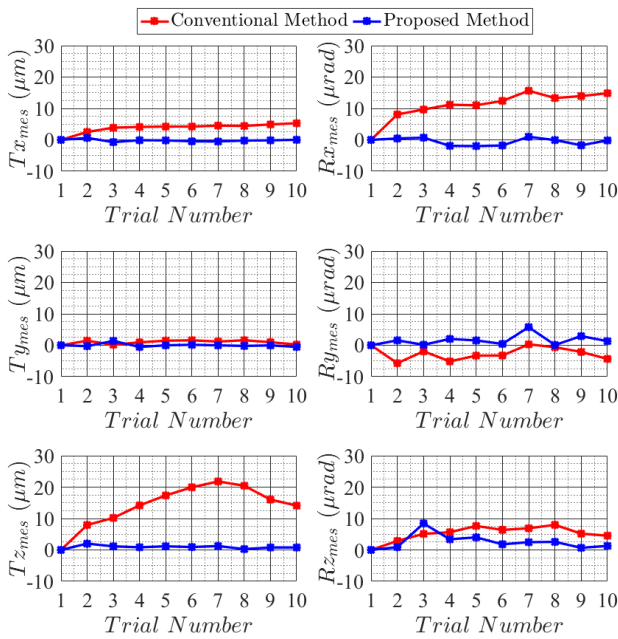 Conventional Method Proposed Method
30
20
10
0
-10
Tx_mes (μm)
1 2 3 4 5 6 7 8 9 10
Trial Number
30
20
10
0
-10
Rx_mes (μrad)
1 2 3 4 5 6 7 8 9 10
Trial Number
30
20
10
0
-10
Ty_mes (μm)
1 2 3 4 5 6 7 8 9 10
Trial Number
30
20
10
0
-10
Ry_mes (μrad)
1 2 3 4 5 6 7 8 9 10
Trial Number
30
20
10
0
-10
Tz_mes (μm)
1 2 3 4 5 6 7 8 9 10
Trial Number
30
20
10
0
-10
Rz_mes (μrad)
1 2 3 4 5 6 7 8 9 10
Trial Number